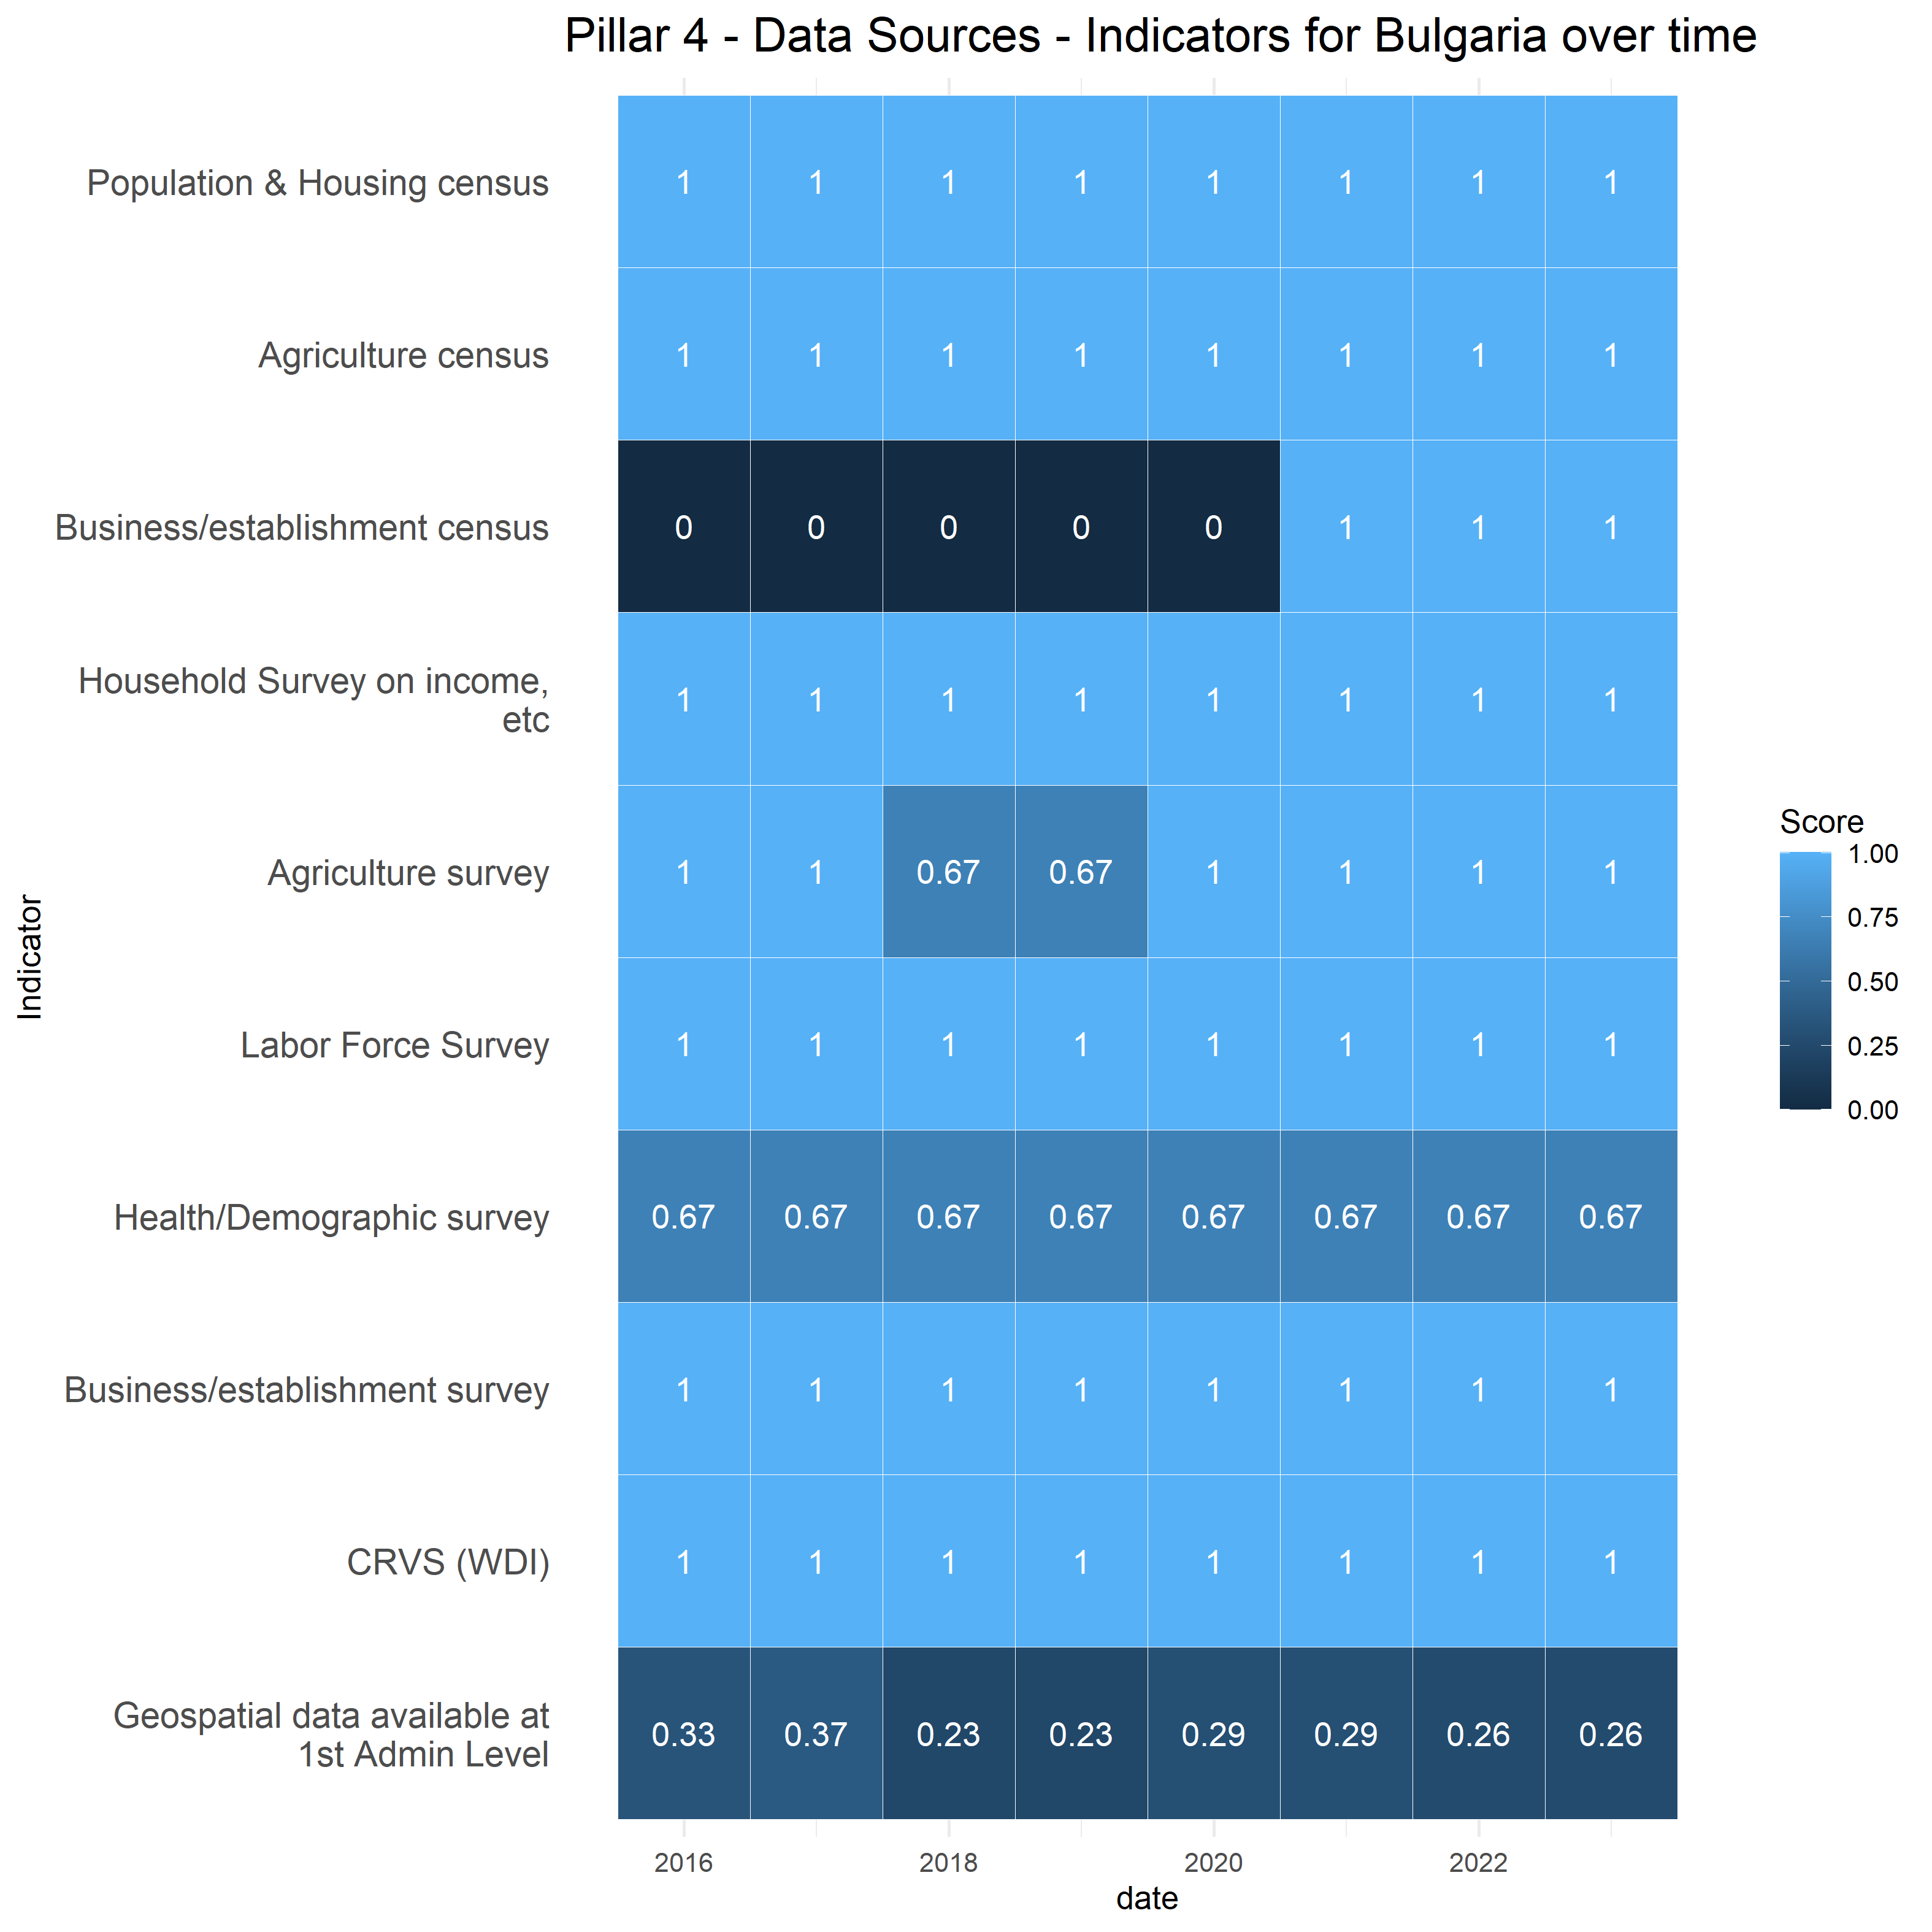 Pillar 4 - Data Sources - Indicators for Bulgaria over time
Population & Housing census
1 1 1 1 1 1 1 1
Agriculture census
1 1 1 1 1 1 1 1
Business/establishment census
0 0 0 0 0 1 1 1
Household Survey on income,
etc
1 1 1 1 1 1 1 1
Agriculture survey
1 1 0.67 0.67 1 1 1 1
Labor Force Survey
1 1 1 1 1 1 1 1
Health/Demographic survey
0.67 0.67 0.67 0.67 0.67 0.67 0.67 0.67
Business/establishment survey
1 1 1 1 1 1 1 1
CRVS (WDI)
1 1 1 1 1 1 1 1
Geospatial data available at
1st Admin Level
0.33 0.37 0.23 0.23 0.29 0.29 0.26 0.26
2016 2018 2020 2022
date
Indicator
Score
1.00
0.75
0.50
0.25
0.00